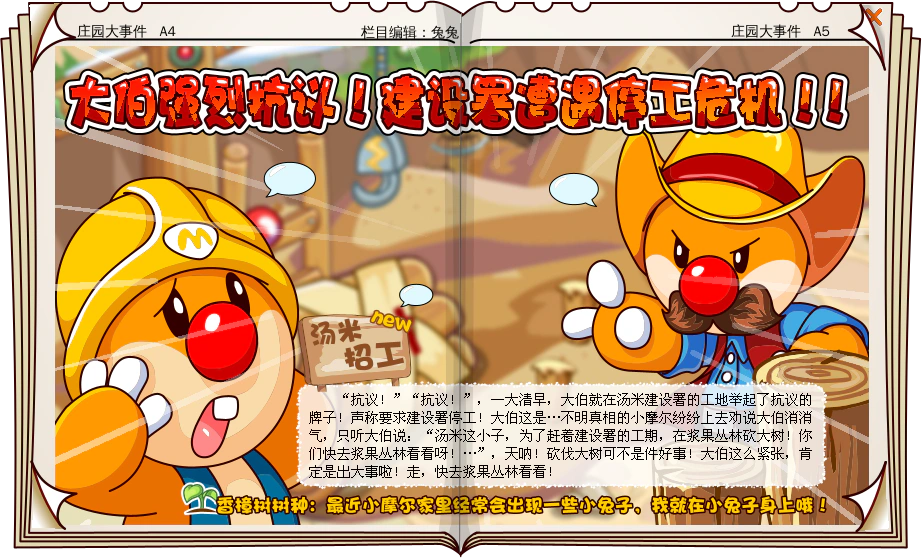 庄园大事件 A4
栏目编辑：兔兔
庄园大事件 A5
大伯强烈抗议！建设署遭遇停工危机！！
M
new
汤米
招工
“抗议！”“抗议！”，一大清早，大伯就在汤米建设署的工地举起了抗议的
牌子！声称要求建设署停工！大伯这是…不明真相的小摩尔纷纷上去劝说大伯消消
气，只听大伯说：“汤米这小子，为了赶着建设署的工期，在浆果丛林砍大树！你
们快去浆果丛林看看呀！…”，天呐！砍伐大树可不是件好事！大伯这么紧张，肯
定是出大事啦！走，快去浆果丛林看看！
香樟树树种：最近小摩尔家里经常会出现一些小兔子，我就在小兔子身上哦！